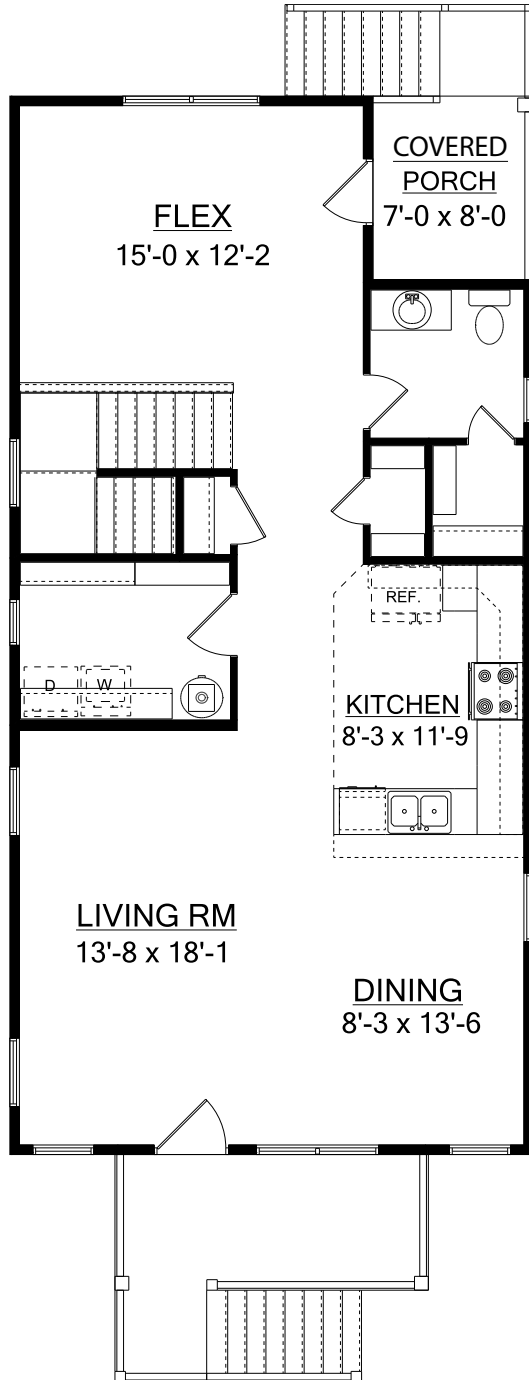 COVERED
PORCH
7'-0 x 8'-0
FLEX
15'-0 x 12'-2
REF.
D
W
KITCHEN
8'-3 x 11'-9
LIVING RM
13'-8 x 18'-1
DINING
8'-3 x 13'-6